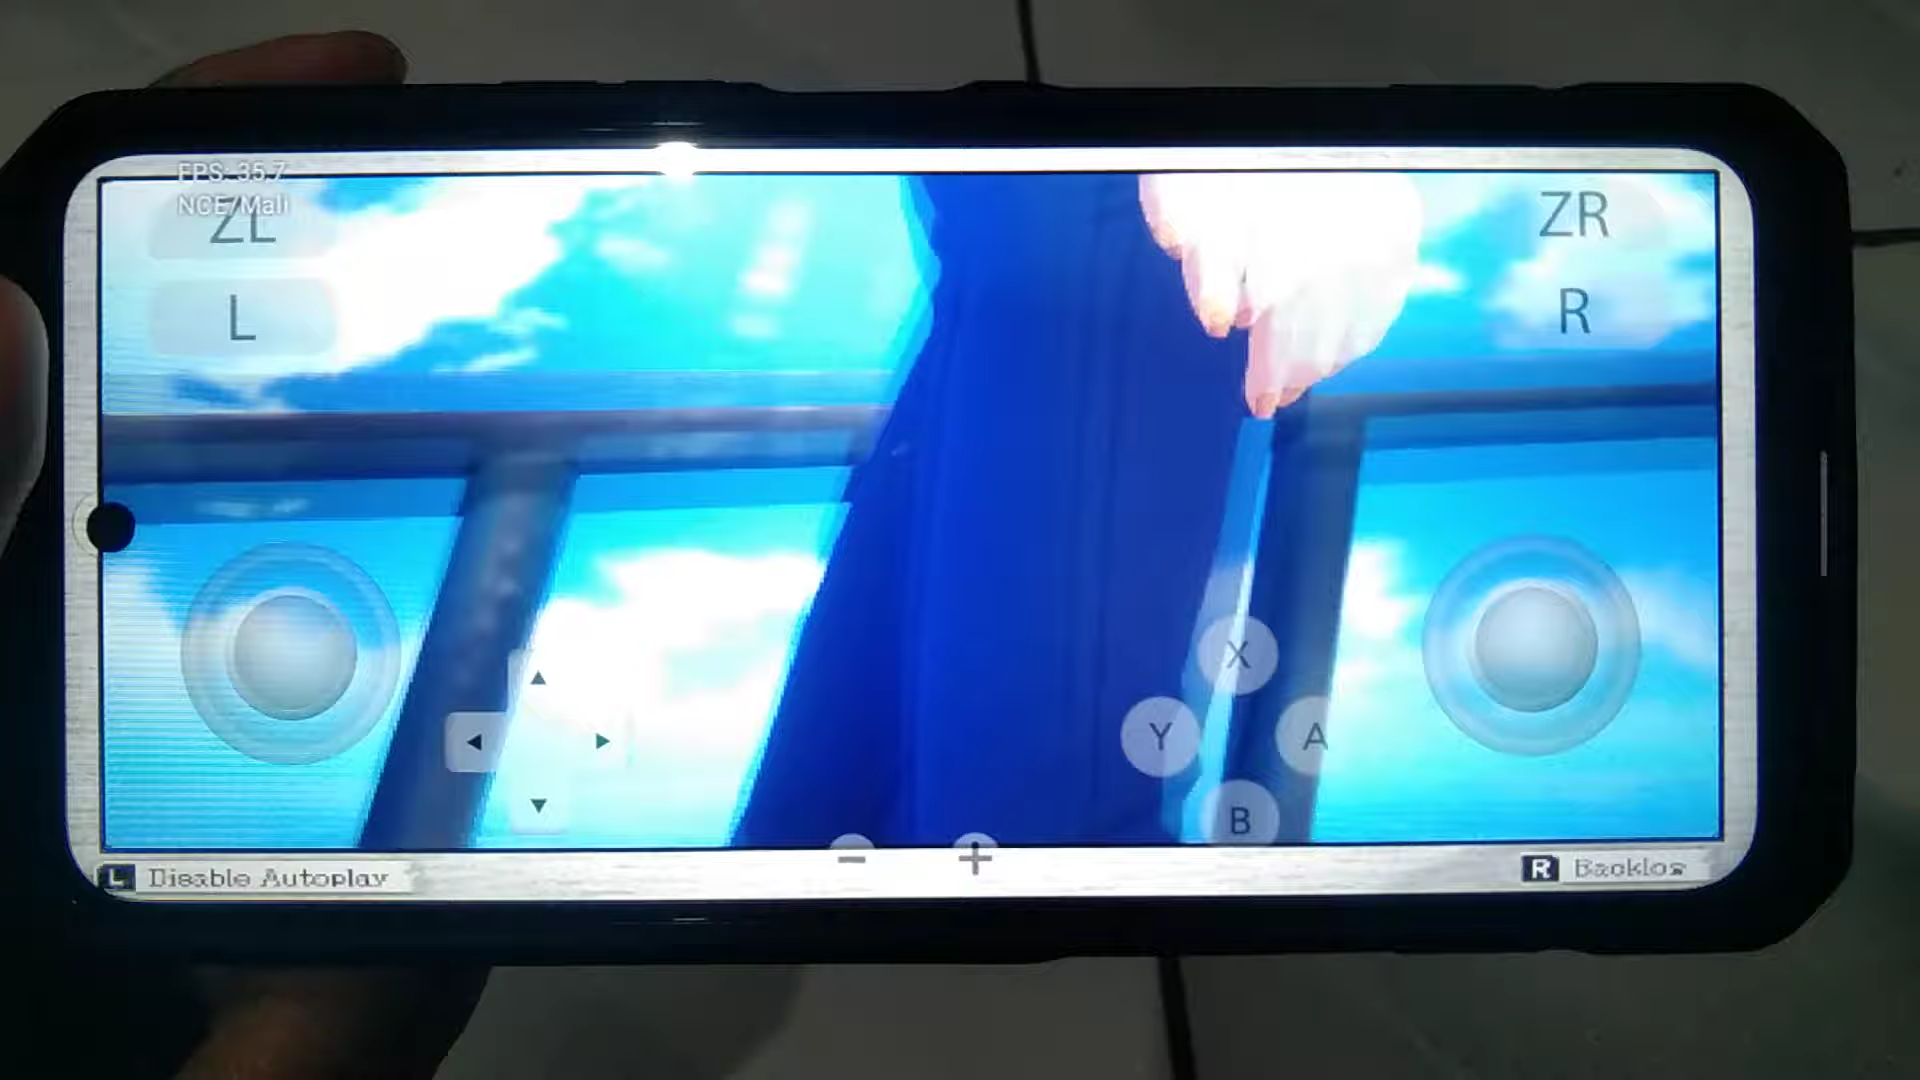 FPS: 35.7
NCE/Mali
ZL
ZR
L
R
X
Y
A
B
-
+
L Disable Autoplay
R Backlog